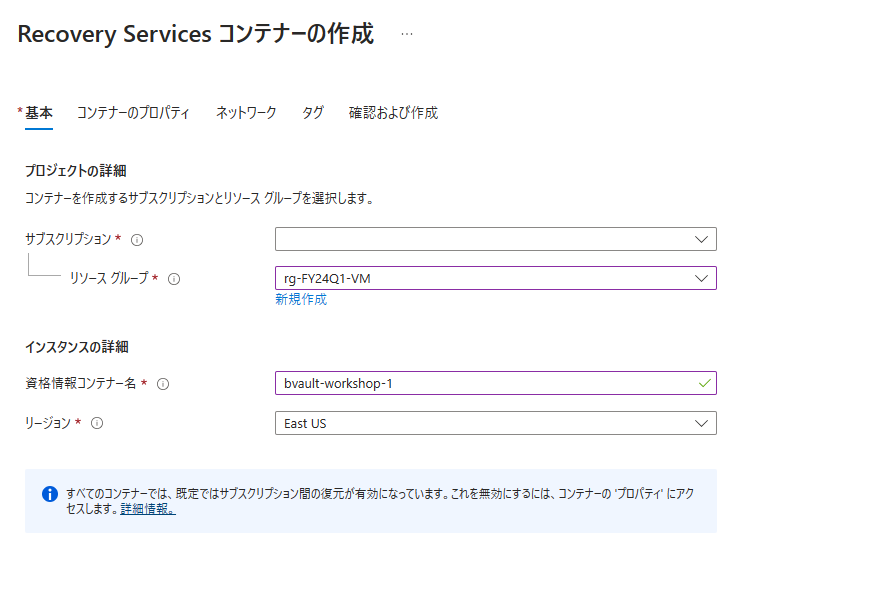 Recovery Services コンテナーの作成 ...
* 基本 コンテナーのプロパティ ネットワーク タグ 確認および作成
プロジェクトの詳細
コンテナーを作成するサブスクリプションとリソース グループを選択します。
サブスクリプション *
リソース グループ * rg-FY24Q1-VM
新規作成
インスタンスの詳細
資格情報コンテナー名 * bvault-workshop-1
リージョン * East US
すべてのコンテナーでは、既定ではサブスクリプション間の復元が有効になっています。これを無効にするには、コンテナーの 'プロパティ' にアク
セスします。詳細情報。